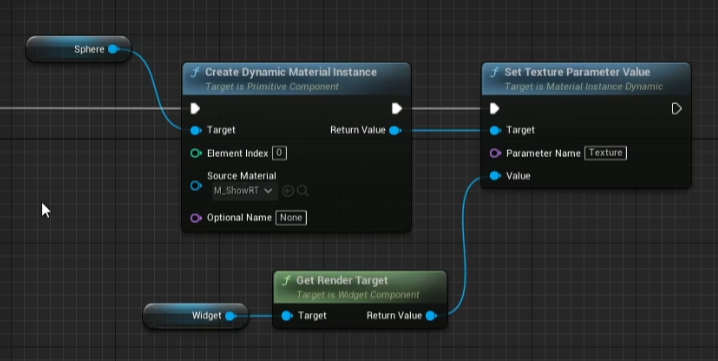 Sphere
f Create Dynamic Material Instance
Target is Primitive Component
Target
Return Value
Element Index 0
Source Material
M_ShowRT
Optional Name None
f Set Texture Parameter Value
Target is Material Instance Dynamic
Target
Parameter Name Texture
Value
f Get Render Target
Target is Widget Component
Widget
Target
Return Value